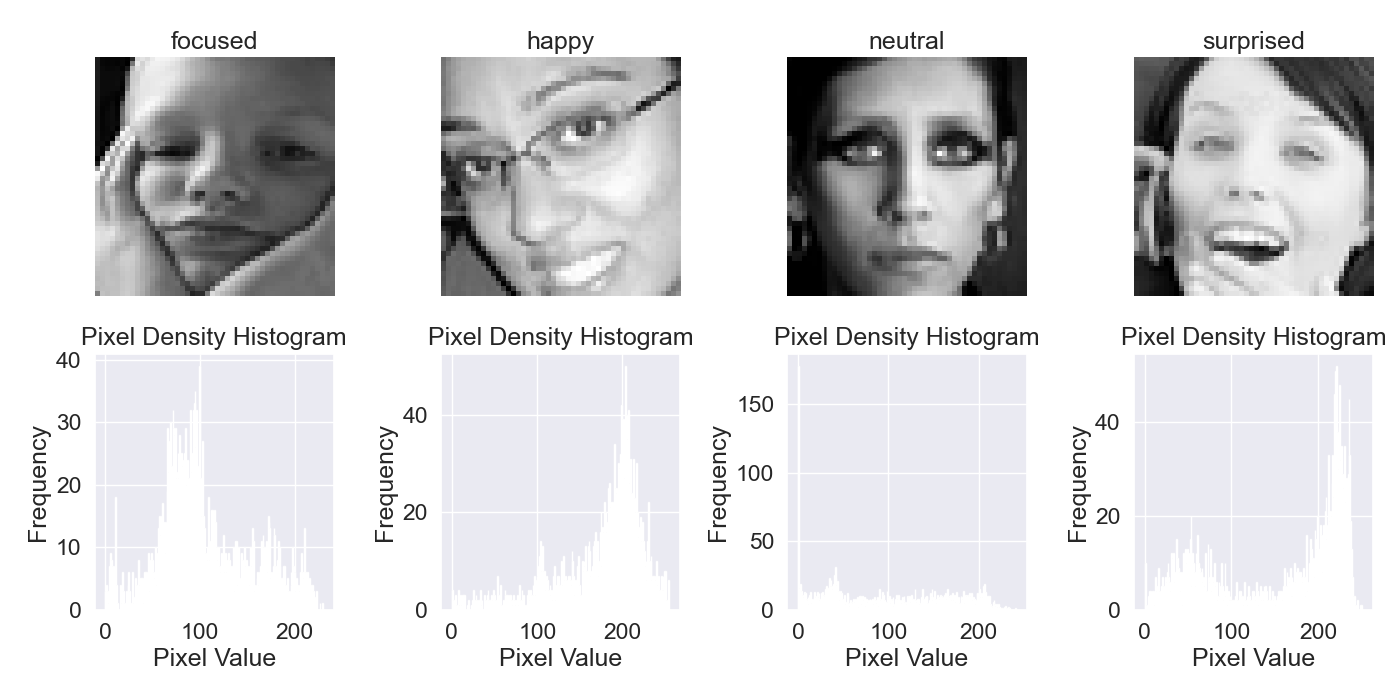 focused
happy
neutral
surprised
Pixel Density Histogram
Pixel Density Histogram
Pixel Density Histogram
Pixel Density Histogram
40
30
20
10
0
Frequency
0 100 200
Pixel Value
40
20
0
Frequency
0 100 200
Pixel Value
150
100
50
0
Frequency
0 100 200
Pixel Value
40
20
0
Frequency
0 100 200
Pixel Value